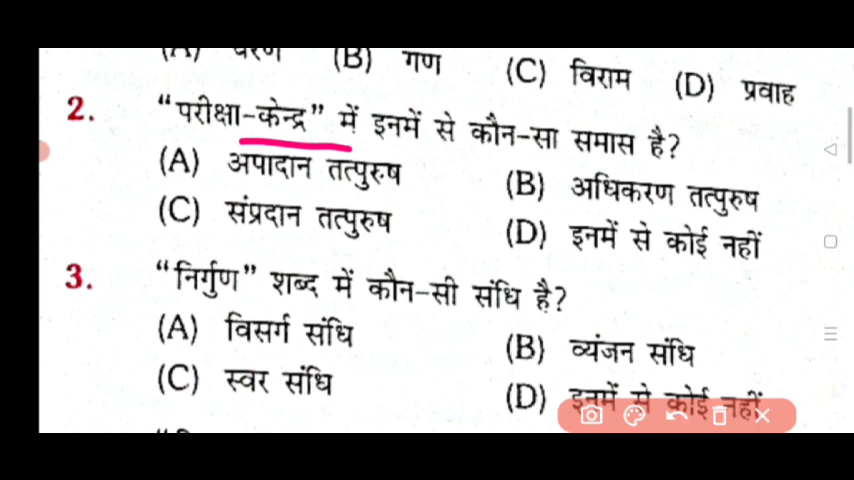 (A) चरण (B) गण (C) विराम (D) प्रवाह
2. “परीक्षा-केन्द्र” में इनमें से कौन-सा समास है?
(A) अपादान तत्पुरुष (B) अधिकरण तत्पुरुष
(C) संप्रदान तत्पुरुष (D) इनमें से कोई नहीं
3. “निर्गुण” शब्द में कौन-सी संधि है?
(A) विसर्ग संधि (B) व्यंजन संधि
(C) स्वर संधि (D) इनमें से कोई नहीं